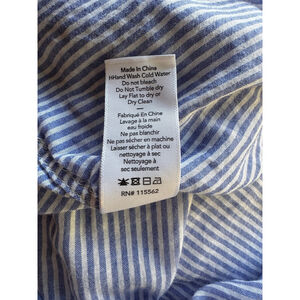 Made In China
HHand Wash Cold Water
Do not bleach
Do Not Tumble dry
Lay Flat to dry or
Dry Clean
Fabriqué En Chine
Lavage à la main
eau froide
Ne pas blanchir
Ne pas sécher en machine
Laisser sécher à plat ou
nettoyage à sec
Nettoyage à
sec seulement
RN# 115562